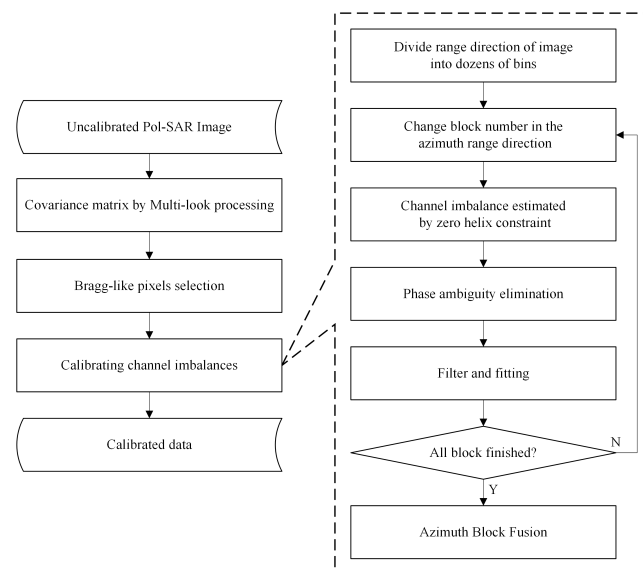 Uncalibrated Pol-SAR Image
Covariance matrix by Multi-look processing
Bragg-like pixels selection
Calibrating channel imbalances
Calibrated data
Divide range direction of image
into dozens of bins
Change block number in the
azimuth range direction
Channel imbalance estimated
by zero helix constraint
Phase ambiguity elimination
Filter and fitting
All block finished?
N
Y
Azimuth Block Fusion